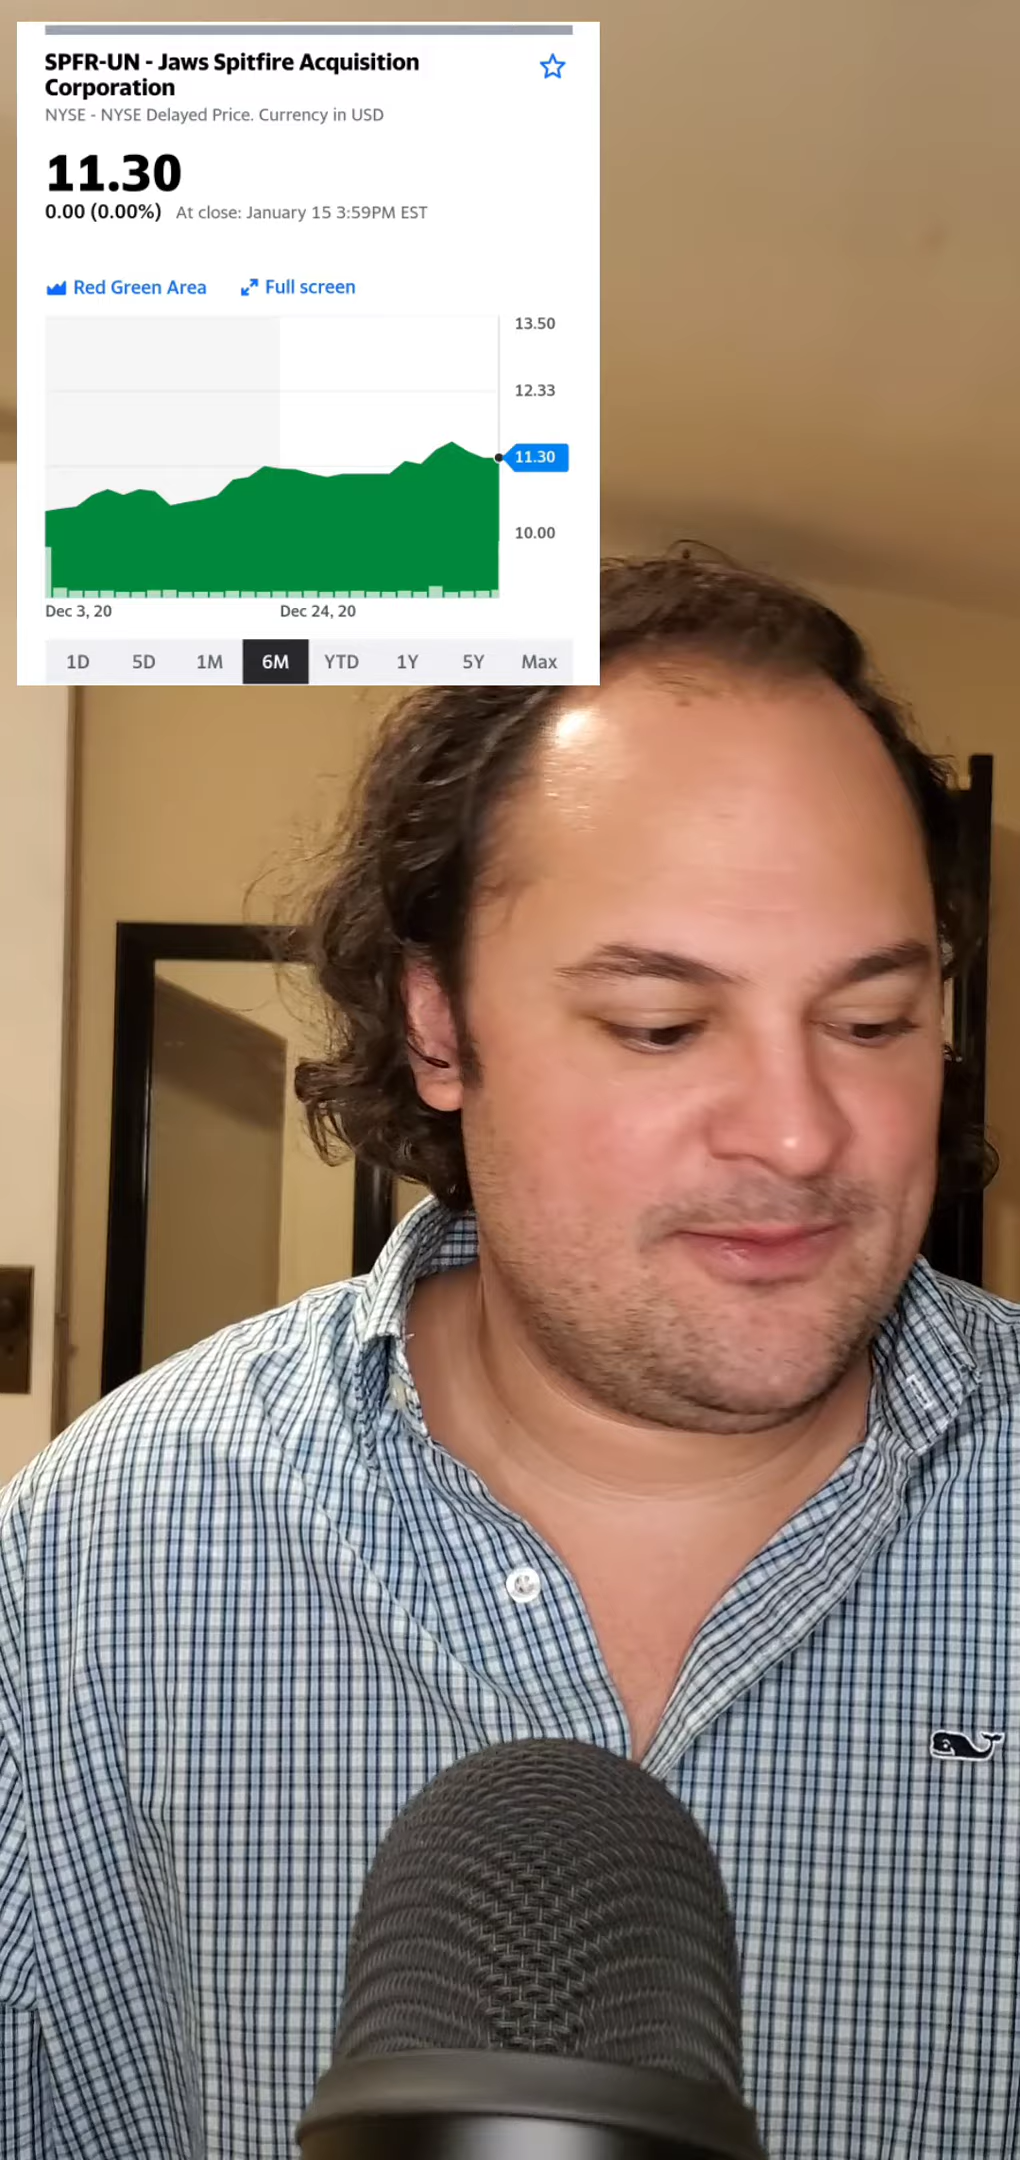 SPFR-UN - Jaws Spitfire Acquisition
Corporation
NYSE - NYSE Delayed Price. Currency in USD
11.30
0.00 (0.00%) At close: January 15 3:59PM EST
Red Green Area Full screen
13.50
12.33
11.30
10.00
Dec 3, 20 Dec 24, 20
1D 5D 1M 6M YTD 1Y 5Y Max